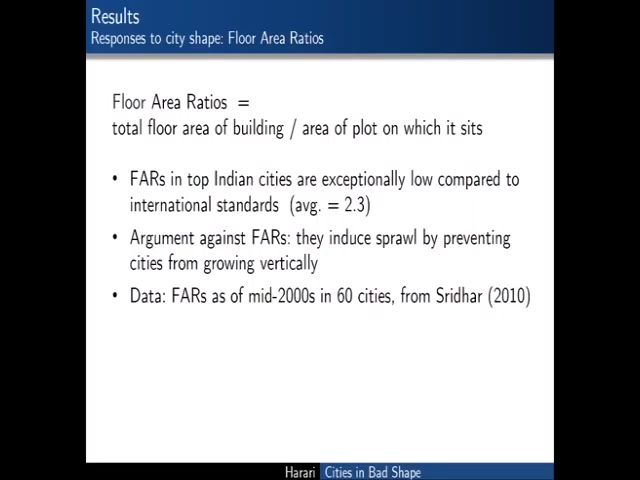 Results
Responses to city shape: Floor Area Ratios
Floor Area Ratios =
total floor area of building / area of plot on which it sits
• FARs in top Indian cities are exceptionally low compared to
international standards (avg. = 2.3)
• Argument against FARs: they induce sprawl by preventing
cities from growing vertically
• Data: FARs as of mid-2000s in 60 cities, from Sridhar (2010)
Harari Cities in Bad Shape